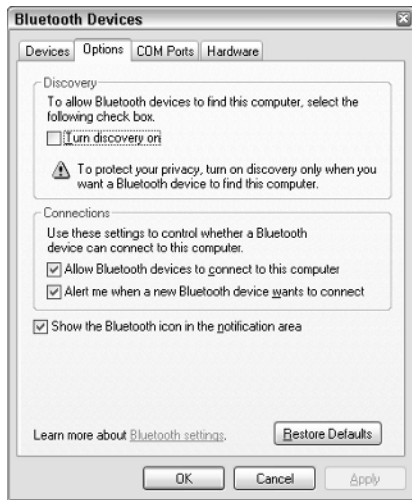 Bluetooth Devices
Devices Options COM Ports Hardware
Discovery
To allow Bluetooth devices to find this computer, select the
following check box.
Turn discovery on
To protect your privacy, turn on discovery only when you
want a Bluetooth device to find this computer.
Connections
Use these settings to control whether a Bluetooth
device can connect to this computer.
Allow Bluetooth devices to connect to this computer
Alert me when a new Bluetooth device wants to connect
Show the Bluetooth icon in the notification area
Learn more about Bluetooth settings. Restore Defaults
OK Cancel Apply